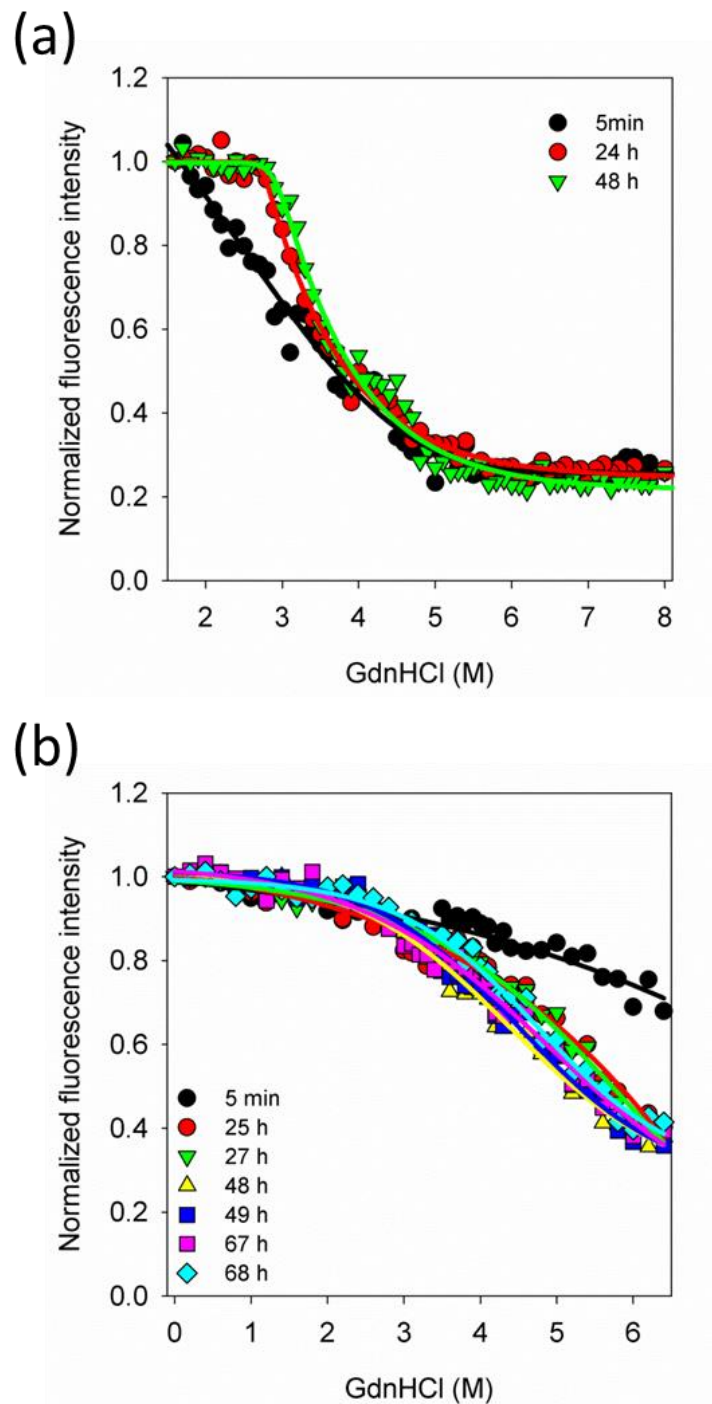 (a)
Normalized fluorescence intensity
1.2
1.0
0.8
0.6
0.4
0.2
0.0
5min
24 h
48 h
2 3 4 5 6 7 8
GdnHCl (M)
(b)
Normalized fluorescence intensity
1.2
1.0
0.8
0.6
0.4
0.2
0.0
5 min
25 h
27 h
48 h
49 h
67 h
68 h
0 1 2 3 4 5 6
GdnHCl (M)